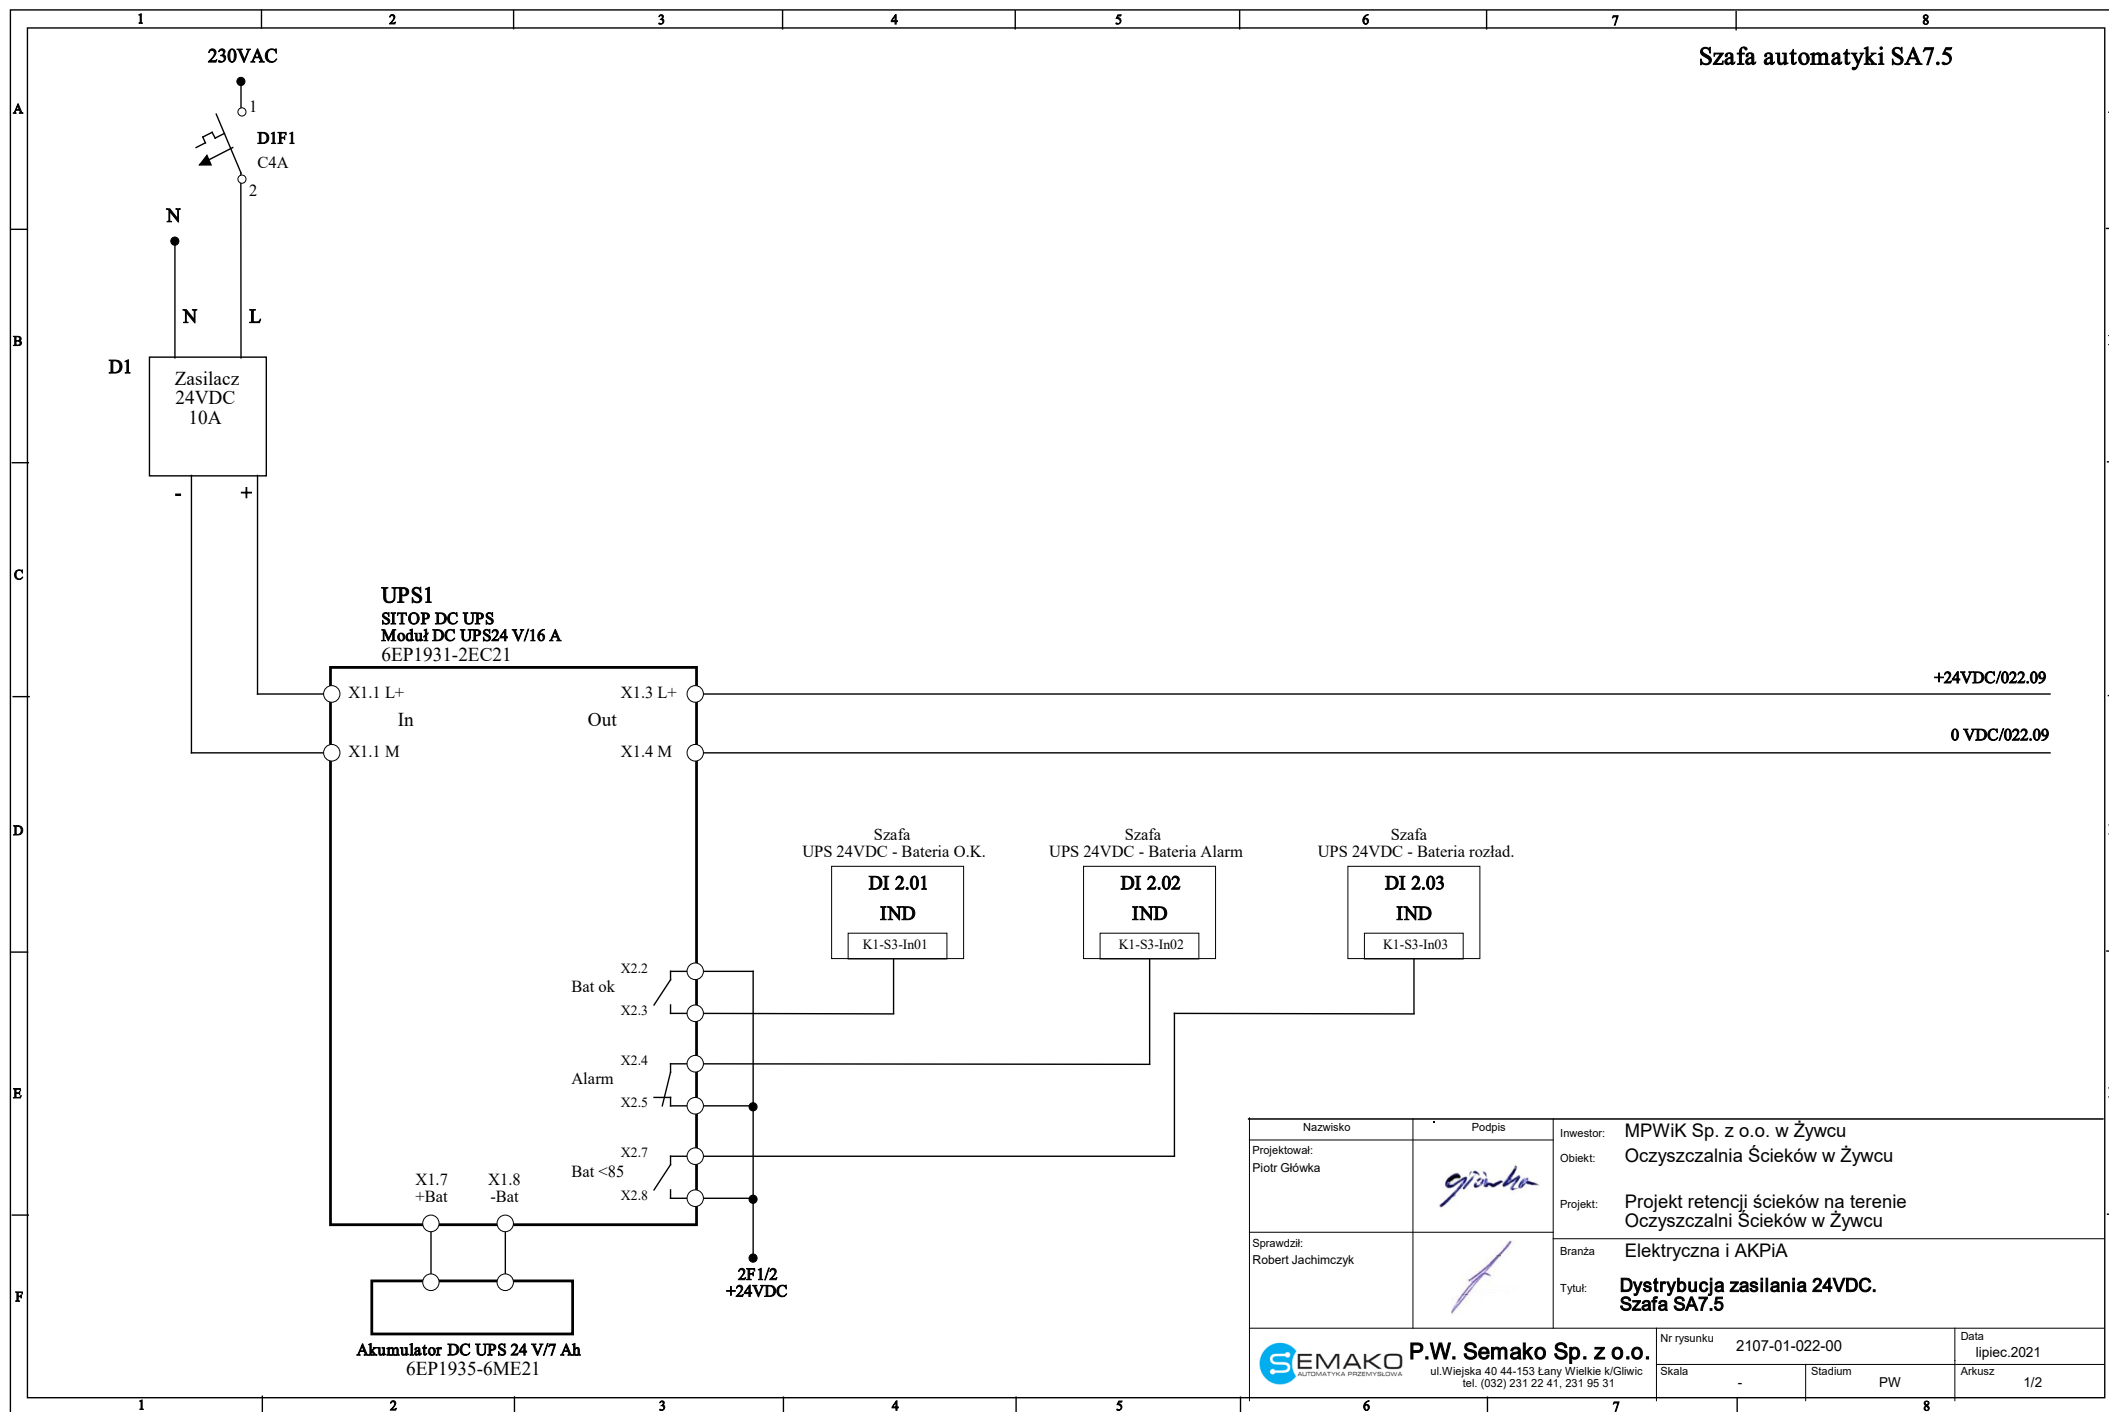 1 2 3 4 5 6 7 8
Szafa automatyki SA7.5
230VAC
1
D1F1
C4A
2
N
N
L
D1
Zasilacz
24VDC
10A
-
+
A
B
C
D
E
F
UPS1
SITOP DC UPS
Moduł DC UPS24 V/16 A
6EP1931-2EC21
X1.1 L+
X1.3 L+
In
Out
X1.1 M
X1.4 M
+24VDC/022.09
0 VDC/022.09
Szafa
UPS 24VDC - Bateria O.K.
DI 2.01
IND
K1-S3-In01
Szafa
UPS 24VDC - Bateria Alarm
DI 2.02
IND
K1-S3-In02
Szafa
UPS 24VDC - Bateria rozład.
DI 2.03
IND
K1-S3-In03
X2.2
Bat ok
X2.3
X2.4
Alarm
X2.5
X2.7
Bat <85
X2.8
X1.7
+Bat
X1.8
-Bat
2F1/2
+24VDC
Akumulator DC UPS 24 V/7 Ah
6EP1935-6ME21
Nazwisko
Podpis
Projektował:
Piotr Główka
Główka
Sprawdził:
Robert Jachimczyk
Inwestor: MPWiK Sp. z o.o. w Żywcu
Obiekt: Oczyszczalnia Ścieków w Żywcu
Projekt: Projekt retencji ścieków na terenie
Oczyszczalni Ścieków w Żywcu
Branża Elektryczna i AKPiA
Tytuł: Dystrybucja zasilania 24VDC.
Szafa SA7.5
SEMAKO
AUTOMATYKA PRZEMYSŁOWA
P.W. Semako Sp. z o.o.
ul.Wiejska 40 44-153 Łany Wielkie k/Gliwic
tel. (032) 231 22 41, 231 95 31
Nr rysunku 2107-01-022-00
Data
lipiec.2021
Skala
-
Stadium
PW
Arkusz
1/2
1 2 3 4 5 6 7 8